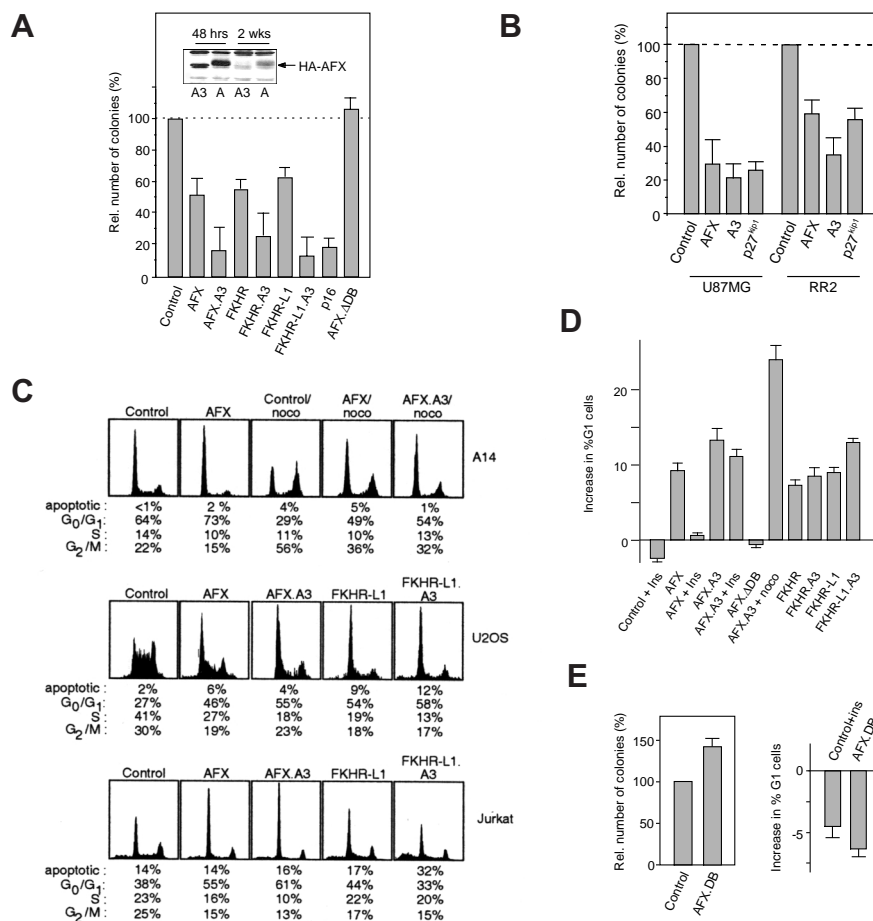 A
48 hrs 2 wks
HA-AFX
A3 A A3 A
Rel. number of colonies (%)
100
80
60
40
20
0
Control
AFX
AFX.A3
FKHR
FKHR.A3
FKHR-L1
FKHR-L1.A3
p16
AFX.ΔDB
B
Rel. number of colonies (%)
100
80
60
40
20
0
Control
AFX
A3
p27kip1
Control
AFX
A3
p27kip1
U87MG RR2
C
Control AFX Control/ noco AFX/ noco AFX.A3/ noco
A14
apoptotic : <1% 2 % 4% 5% 1%
G0/G1: 64% 73% 29% 49% 54%
S : 14% 10% 11% 10% 13%
G2/M : 22% 15% 56% 36% 32%
Control AFX AFX.A3 FKHR-L1 FKHR-L1. A3
U2OS
apoptotic : 2% 6% 4% 9% 12%
G0/G1 : 27% 46% 55% 54% 58%
S : 41% 27% 18% 19% 13%
G2/M : 30% 19% 23% 18% 17%
Control AFX AFX.A3 FKHR-L1 FKHR-L1. A3
Jurkat
apoptotic : 14% 14% 16% 17% 32%
G0/G1 : 38% 55% 61% 44% 33%
S : 23% 16% 10% 22% 20%
G2/M : 25% 15% 13% 17% 15%
D
Increase in %G1 cells
20
10
0
Control + Ins
AFX
AFX + Ins
AFX.A3
AFX.A3 + Ins
AFX.ΔDB
AFX.A3 + noco
FKHR
FKHR.A3
FKHR-L1
FKHR-L1.A3
E
Rel. number of colonies (%)
150
100
50
0
Control
AFX.DB
Control+ins
AFX.DB
Increase in % G1 cells
0
-5